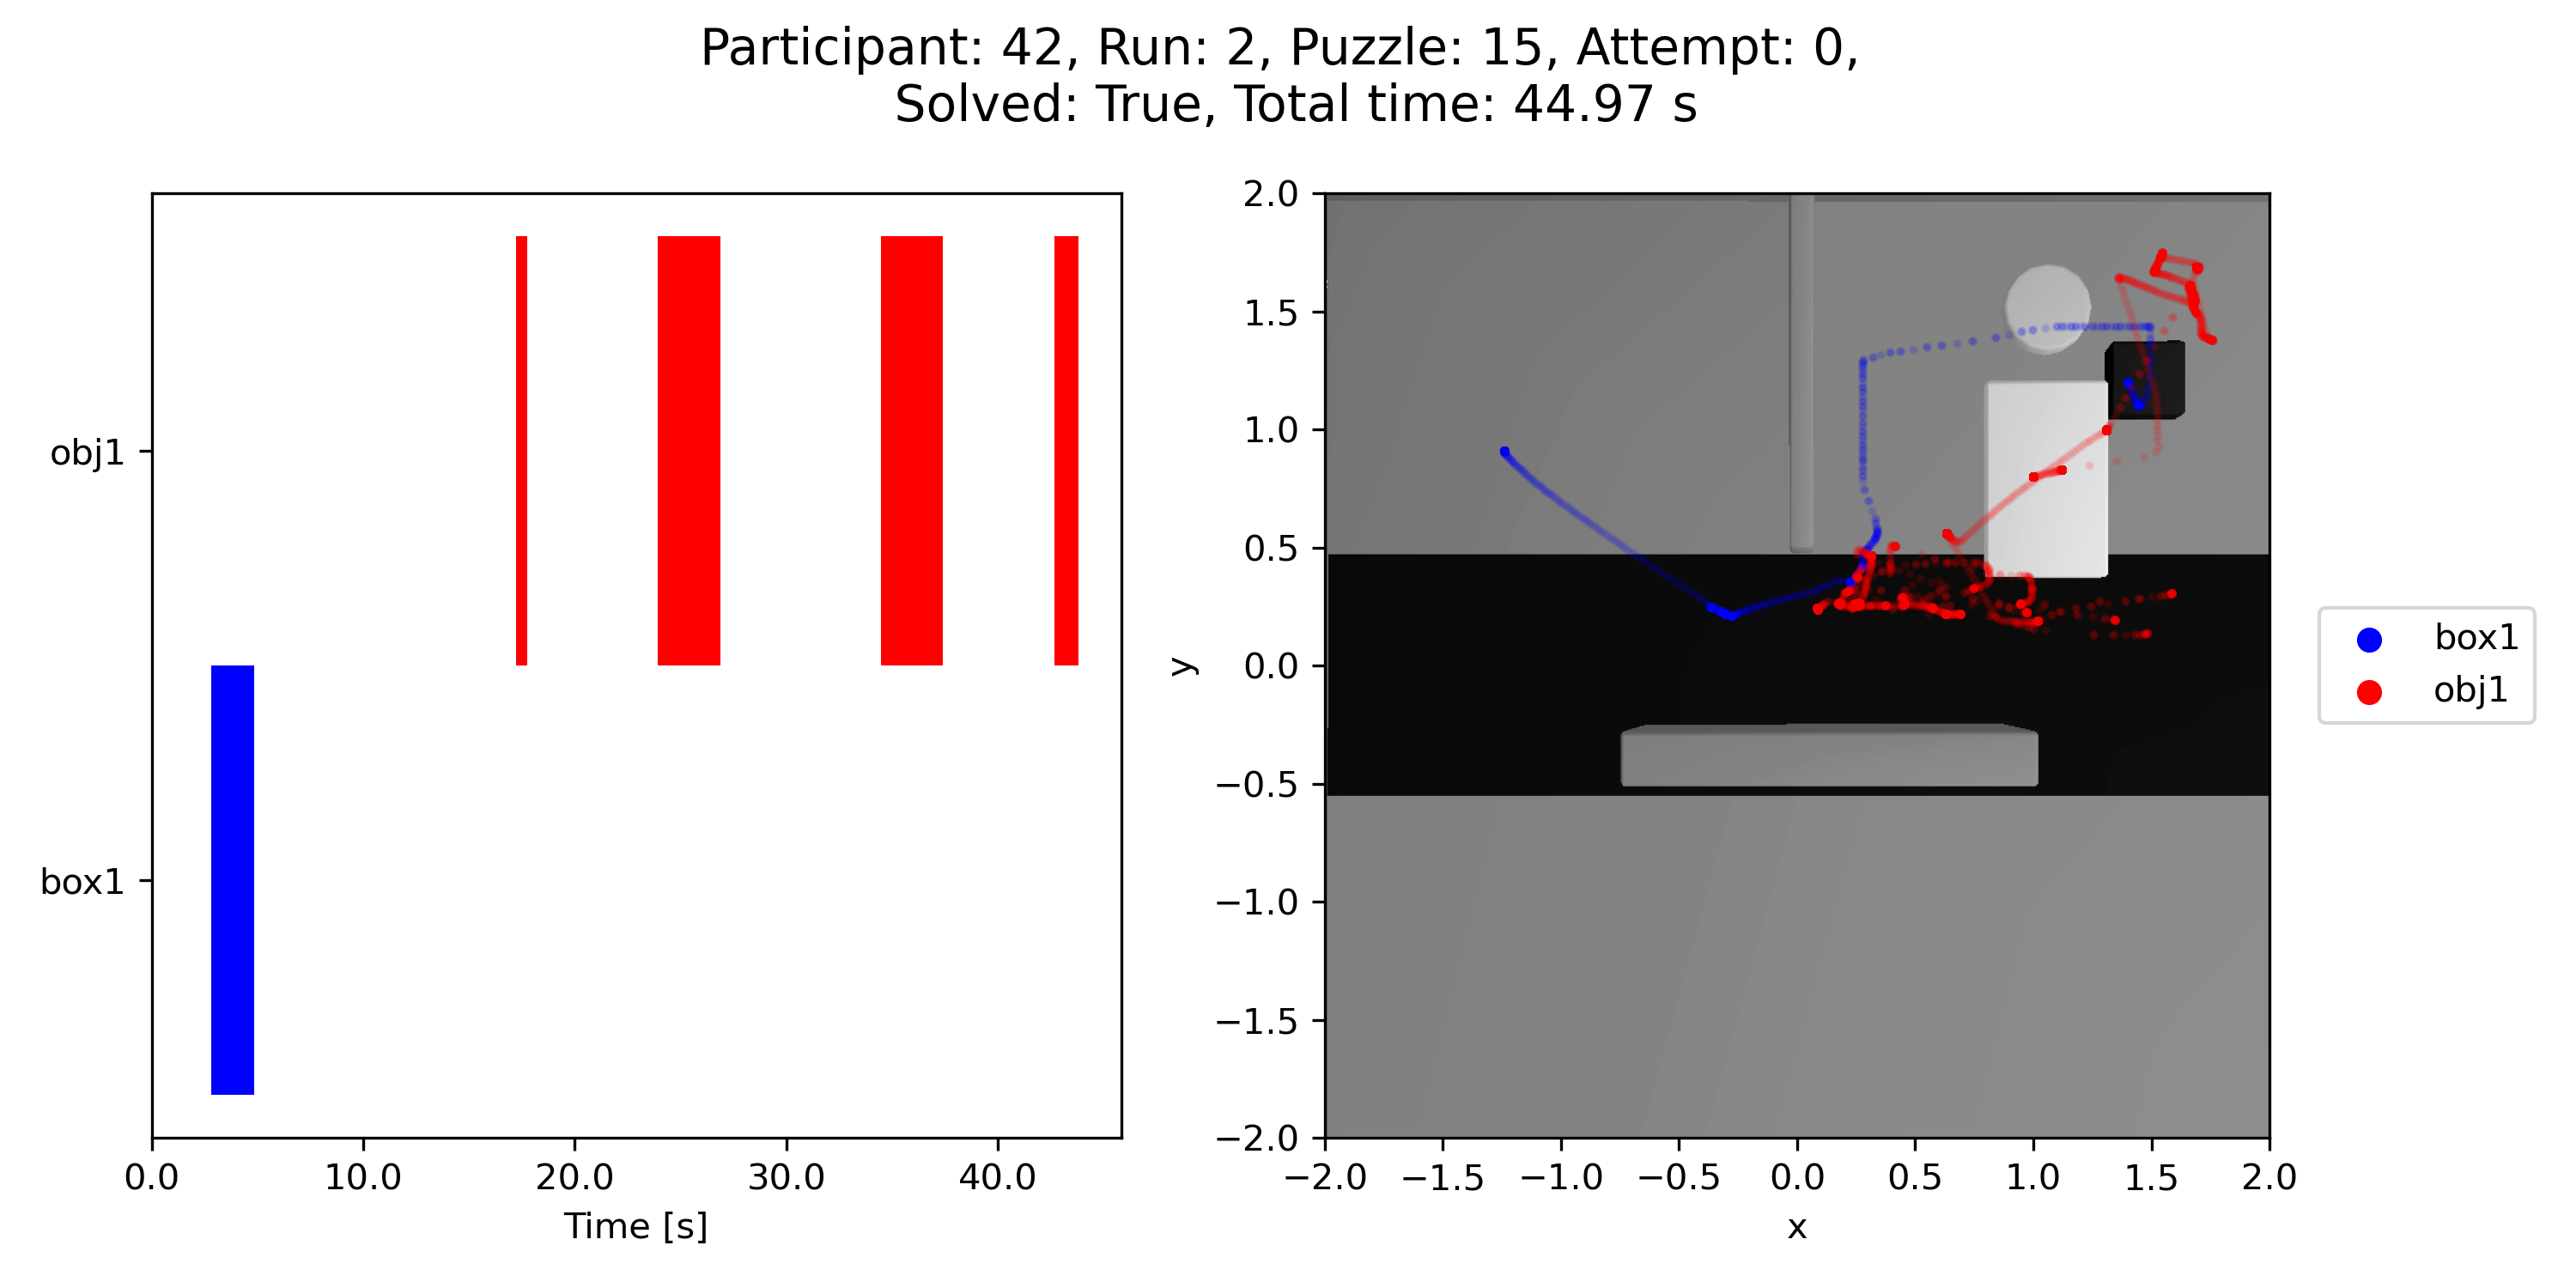 Participant: 42, Run: 2, Puzzle: 15, Attempt: 0,
Solved: True, Total time: 44.97 s
obj1
box1
0.0 10.0 20.0 30.0 40.0
Time [s]
2.0
1.5
1.0
0.5
0.0
−0.5
−1.0
−1.5
−2.0
y
−2.0 −1.5 −1.0 −0.5 0.0 0.5 1.0 1.5 2.0
x
box1
obj1